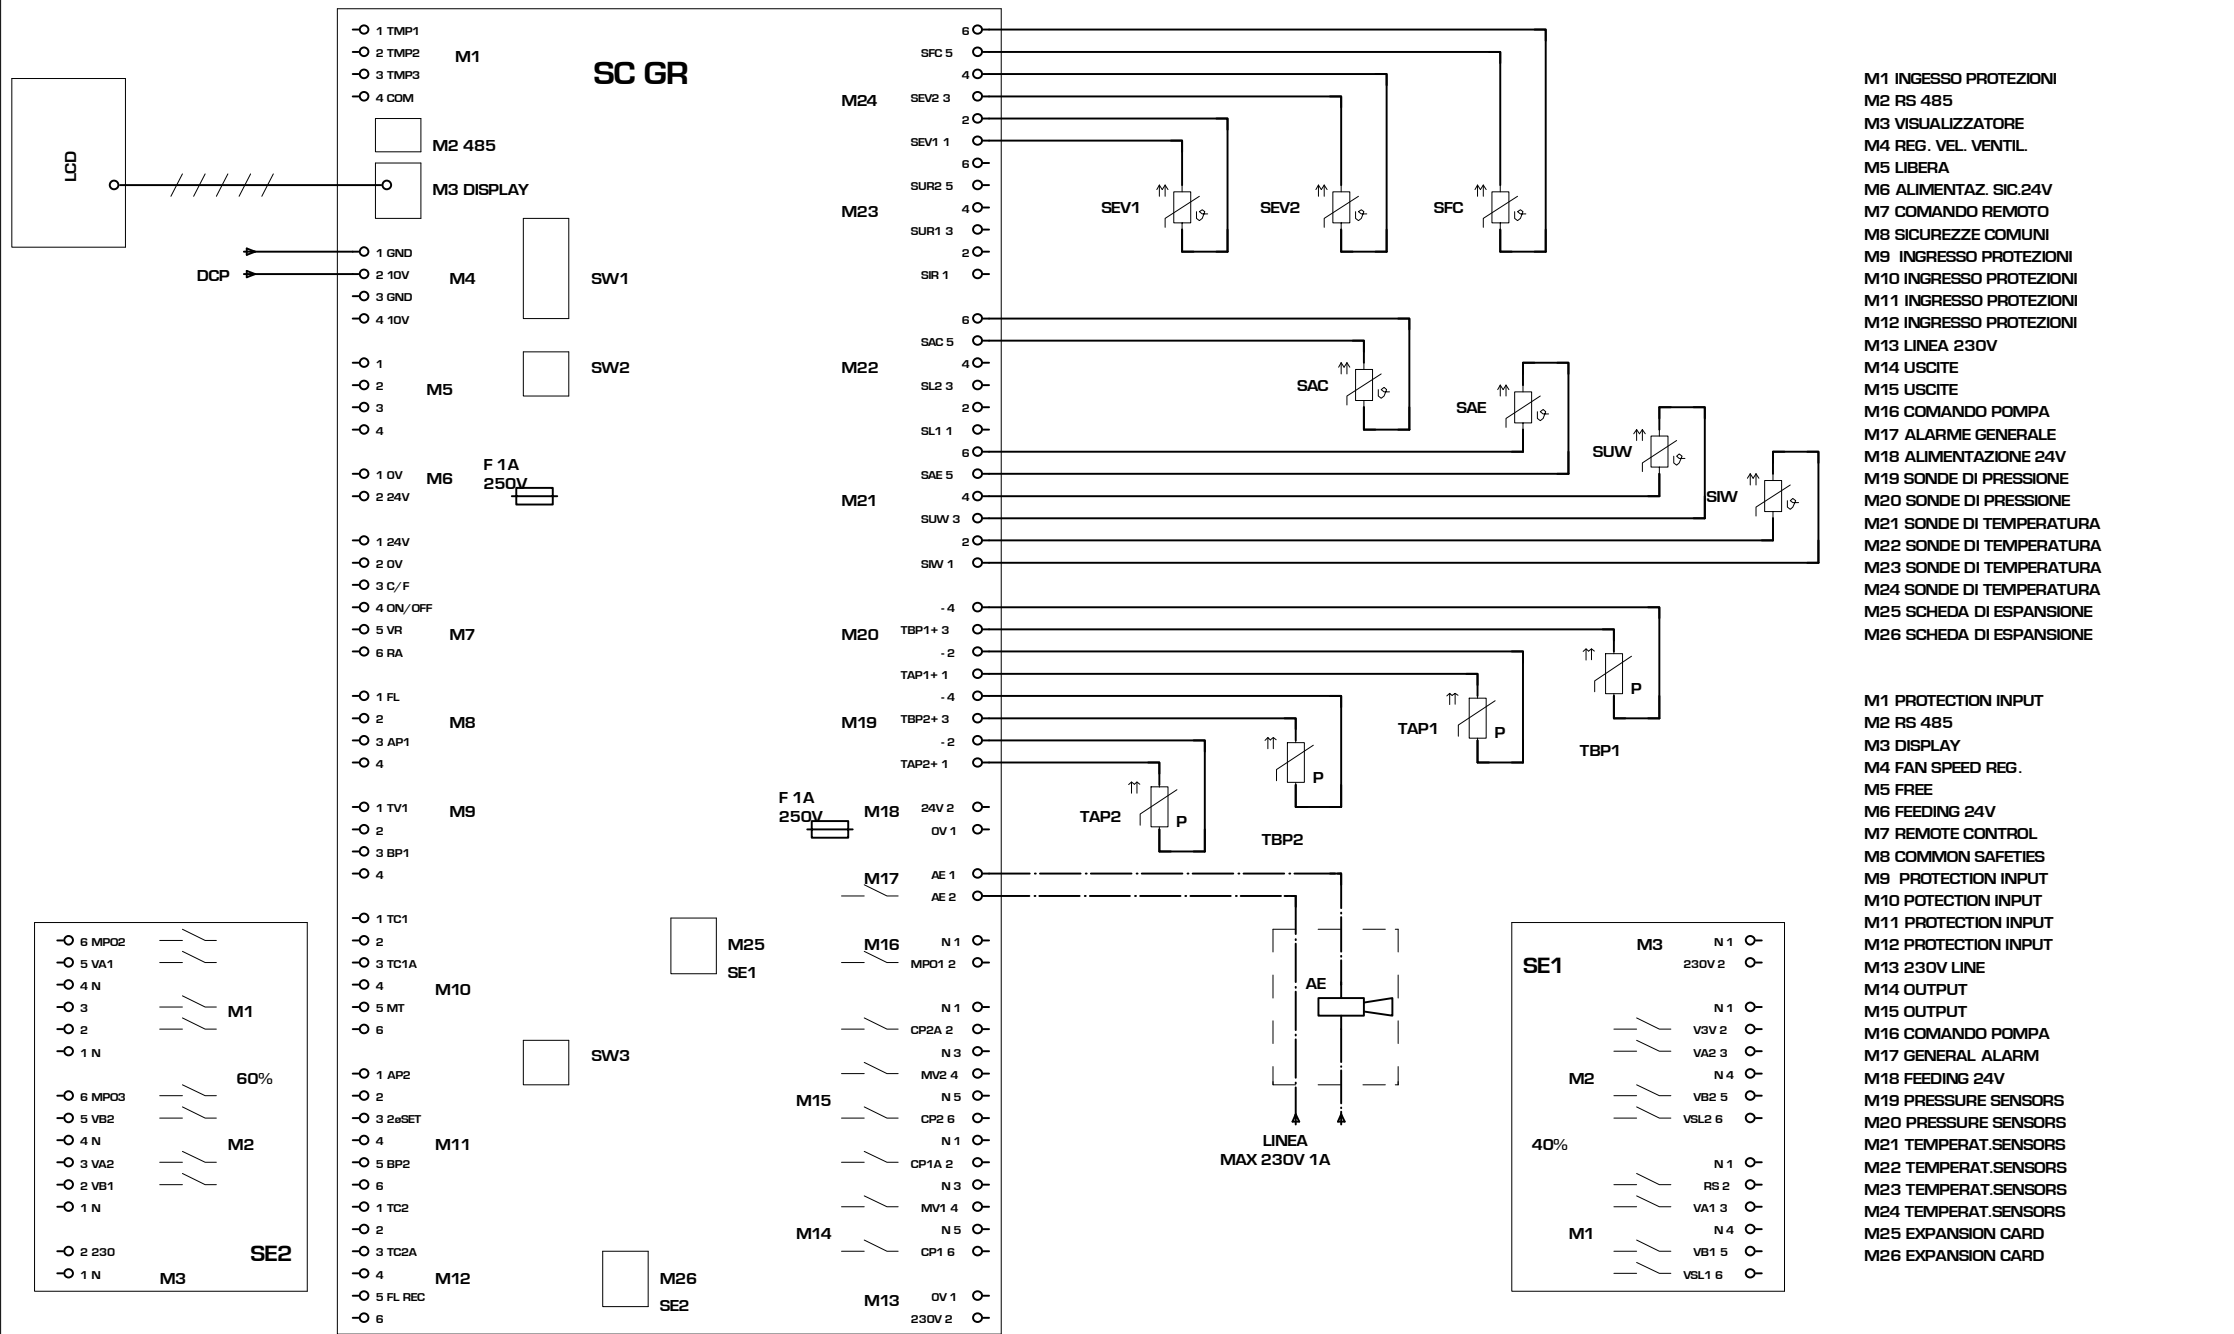 LCD
DCP
SC GR
1 TMP1
2 TMP2
3 TMP3
4 COM
M1
M2 485
M3 DISPLAY
1 GND
2 10V
3 GND
4 10V
M4
SW1
SW2
1
2
3
4
M5
1 0V
2 24V
M6
F 1A
250V
1 24V
2 0V
3 C/F
4 ON/OFF
5 VR
6 RA
M7
1 FL
2
3 AP1
4
M8
1 TV1
2
3 BP1
4
M9
1 TC1
2
3 TC1A
4
5 MT
6
M10
1 AP2
2
3 2øSET
4
5 BP2
6
M11
1 TC2
2
3 TC2A
4
5 FL REC
6
M12
SW3
M25
SE1
M26
SE2
M24
6
SFC 5
4
SEV2 3
2
SEV1 1
M23
6
SUR2 5
4
SUR1 3
2
SIR 1
M22
6
SAC 5
4
SL2 3
2
SL1 1
M21
6
SAE 5
4
SUW 3
2
SIW 1
M20
- 4
TBP1+ 3
- 2
TAP1+ 1
M19
- 4
TBP2+ 3
- 2
TAP2+ 1
F 1A
250V
M18
24V 2
0V 1
M17
AE 1
AE 2
M16
N 1
MPO1 2
M15
N 1
CP2A 2
N 3
MV2 4
N 5
CP2 6
M14
N 1
CP1A 2
N 3
MV1 4
N 5
CP1 6
M13
0V 1
230V 2
SEV1
SEV2
SFC
SAC
SAE
SUW
SIW
TBP1
P
TAP1
P
TBP2
P
TAP2
P
AE
LINEA
MAX 230V 1A
6 MPO2
5 VA1
4 N
3
2
1 N
M1
60%
6 MPO3
5 VB2
4 N
3 VA2
2 VB1
1 N
M2
2 230
1 N
M3
SE2
SE1
M3
N 1
230V 2
N 1
V3V 2
VA2 3
N 4
VB2 5
VSL2 6
M2
40%
N 1
RS 2
VA1 3
N 4
VB1 5
VSL1 6
M1
M1 INGESSO PROTEZIONI
M2 RS 485
M3 VISUALIZZATORE
M4 REG. VEL. VENTIL.
M5 LIBERA
M6 ALIMENTAZ. SIC.24V
M7 COMANDO REMOTO
M8 SICUREZZE COMUNI
M9 INGRESSO PROTEZIONI
M10 INGRESSO PROTEZIONI
M11 INGRESSO PROTEZIONI
M12 INGRESSO PROTEZIONI
M13 LINEA 230V
M14 USCITE
M15 USCITE
M16 COMANDO POMPA
M17 ALARME GENERALE
M18 ALIMENTAZIONE 24V
M19 SONDE DI PRESSIONE
M20 SONDE DI PRESSIONE
M21 SONDE DI TEMPERATURA
M22 SONDE DI TEMPERATURA
M23 SONDE DI TEMPERATURA
M24 SONDE DI TEMPERATURA
M25 SCHEDA DI ESPANSIONE
M26 SCHEDA DI ESPANSIONE
M1 PROTECTION INPUT
M2 RS 485
M3 DISPLAY
M4 FAN SPEED REG.
M5 FREE
M6 FEEDING 24V
M7 REMOTE CONTROL
M8 COMMON SAFETIES
M9 PROTECTION INPUT
M10 POTECTION INPUT
M11 PROTECTION INPUT
M12 PROTECTION INPUT
M13 230V LINE
M14 OUTPUT
M15 OUTPUT
M16 COMANDO POMPA
M17 GENERAL ALARM
M18 FEEDING 24V
M19 PRESSURE SENSORS
M20 PRESSURE SENSORS
M21 TEMPERAT.SENSORS
M22 TEMPERAT.SENSORS
M23 TEMPERAT.SENSORS
M24 TEMPERAT.SENSORS
M25 EXPANSION CARD
M26 EXPANSION CARD